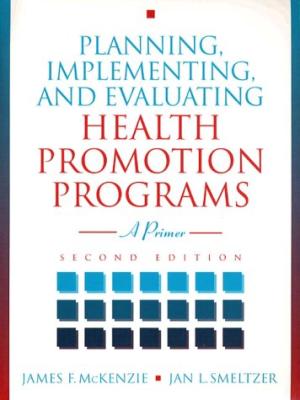 PLANNING,
IMPLEMENTING,
AND EVALUATING
HEALTH
PROMOTION
PROGRAMS
A Primer
SECOND EDITION
JAMES F. McKENZIE ▪ JAN L. SMELTZER